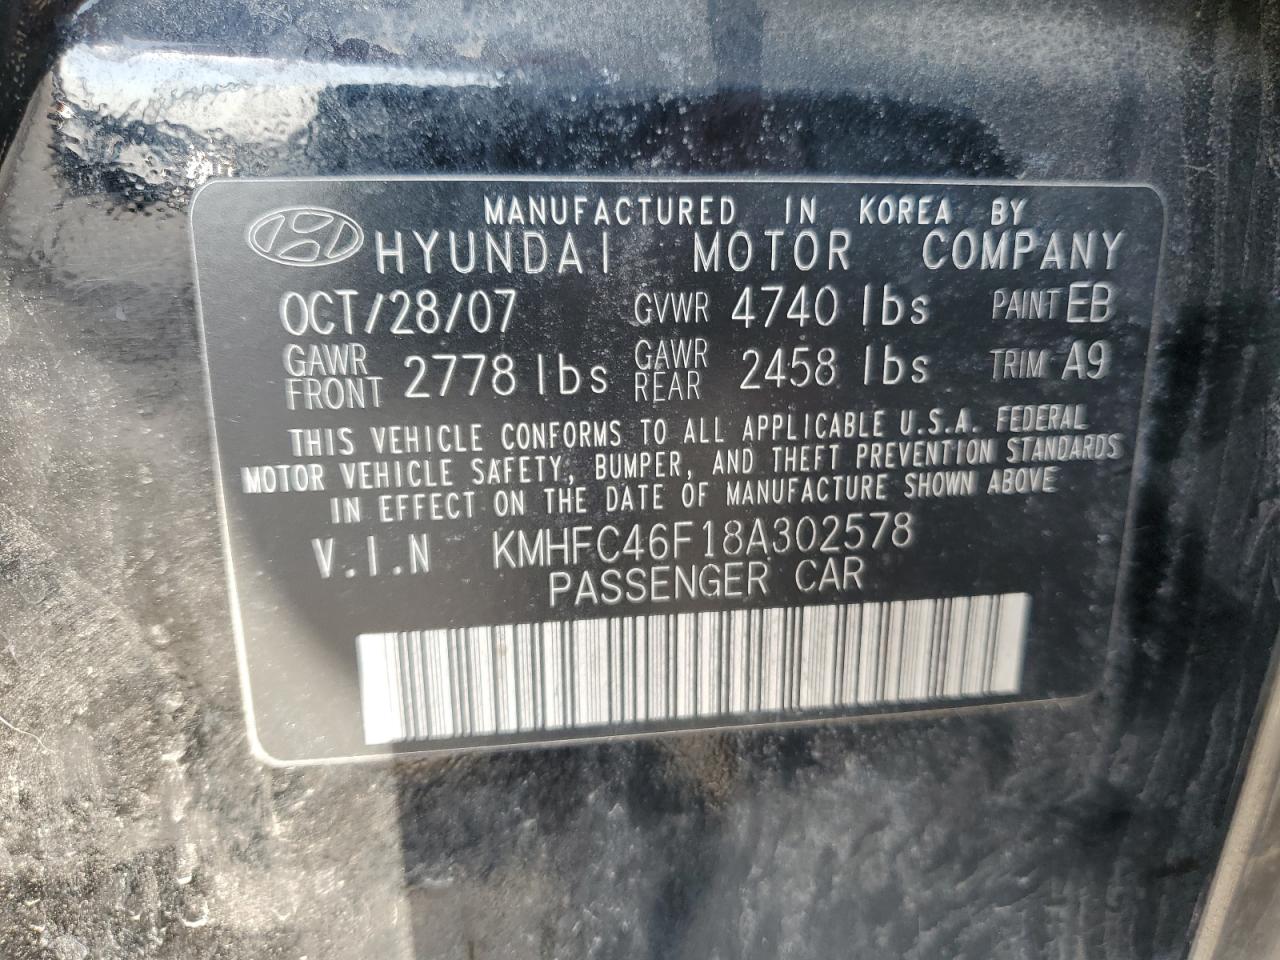 MANUFACTURED IN KOREA BY
HYUNDAI MOTOR COMPANY
OCT/28/07 GVWR 4740 lbs PAINT EB
GAWR FRONT 2778 lbs GAWR REAR 2458 lbs TRIM A9
THIS VEHICLE CONFORMS TO ALL APPLICABLE U.S.A. FEDERAL
MOTOR VEHICLE SAFETY, BUMPER, AND THEFT PREVENTION STANDARDS
IN EFFECT ON THE DATE OF MANUFACTURE SHOWN ABOVE
V.I.N KMHFC46F18A302578
PASSENGER CAR